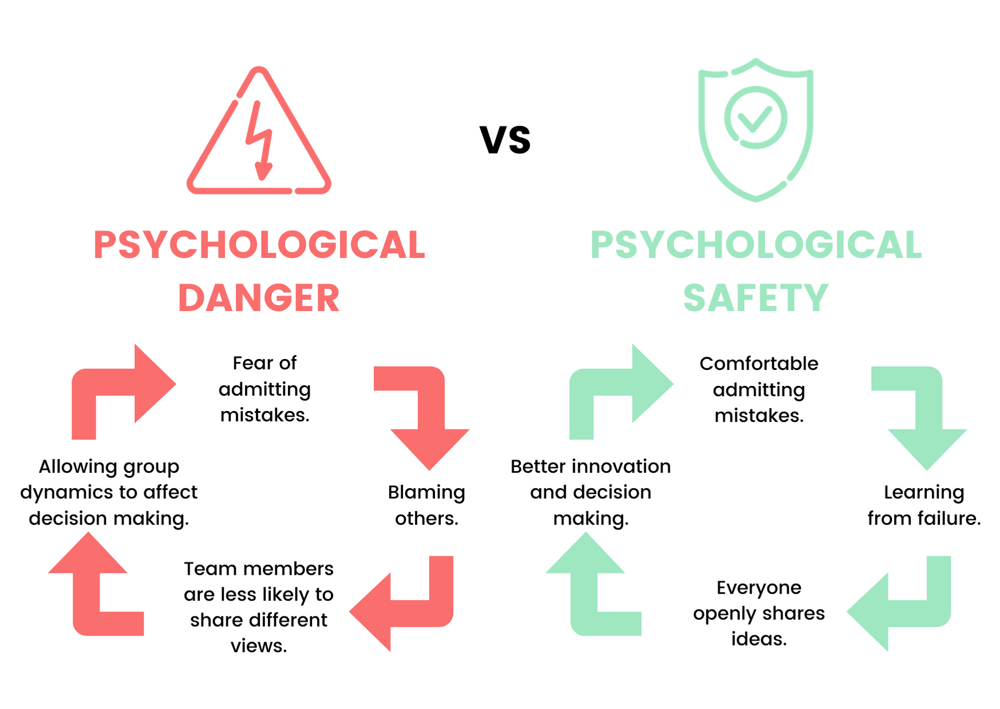 VS
PSYCHOLOGICAL
DANGER
Fear of
admitting
mistakes.
Blaming
others.
Team members
are less likely to
share different
views.
Allowing group
dynamics to affect
decision making.
PSYCHOLOGICAL
SAFETY
Comfortable
admitting
mistakes.
Learning
from failure.
Everyone
openly shares
ideas.
Better innovation
and decision
making.